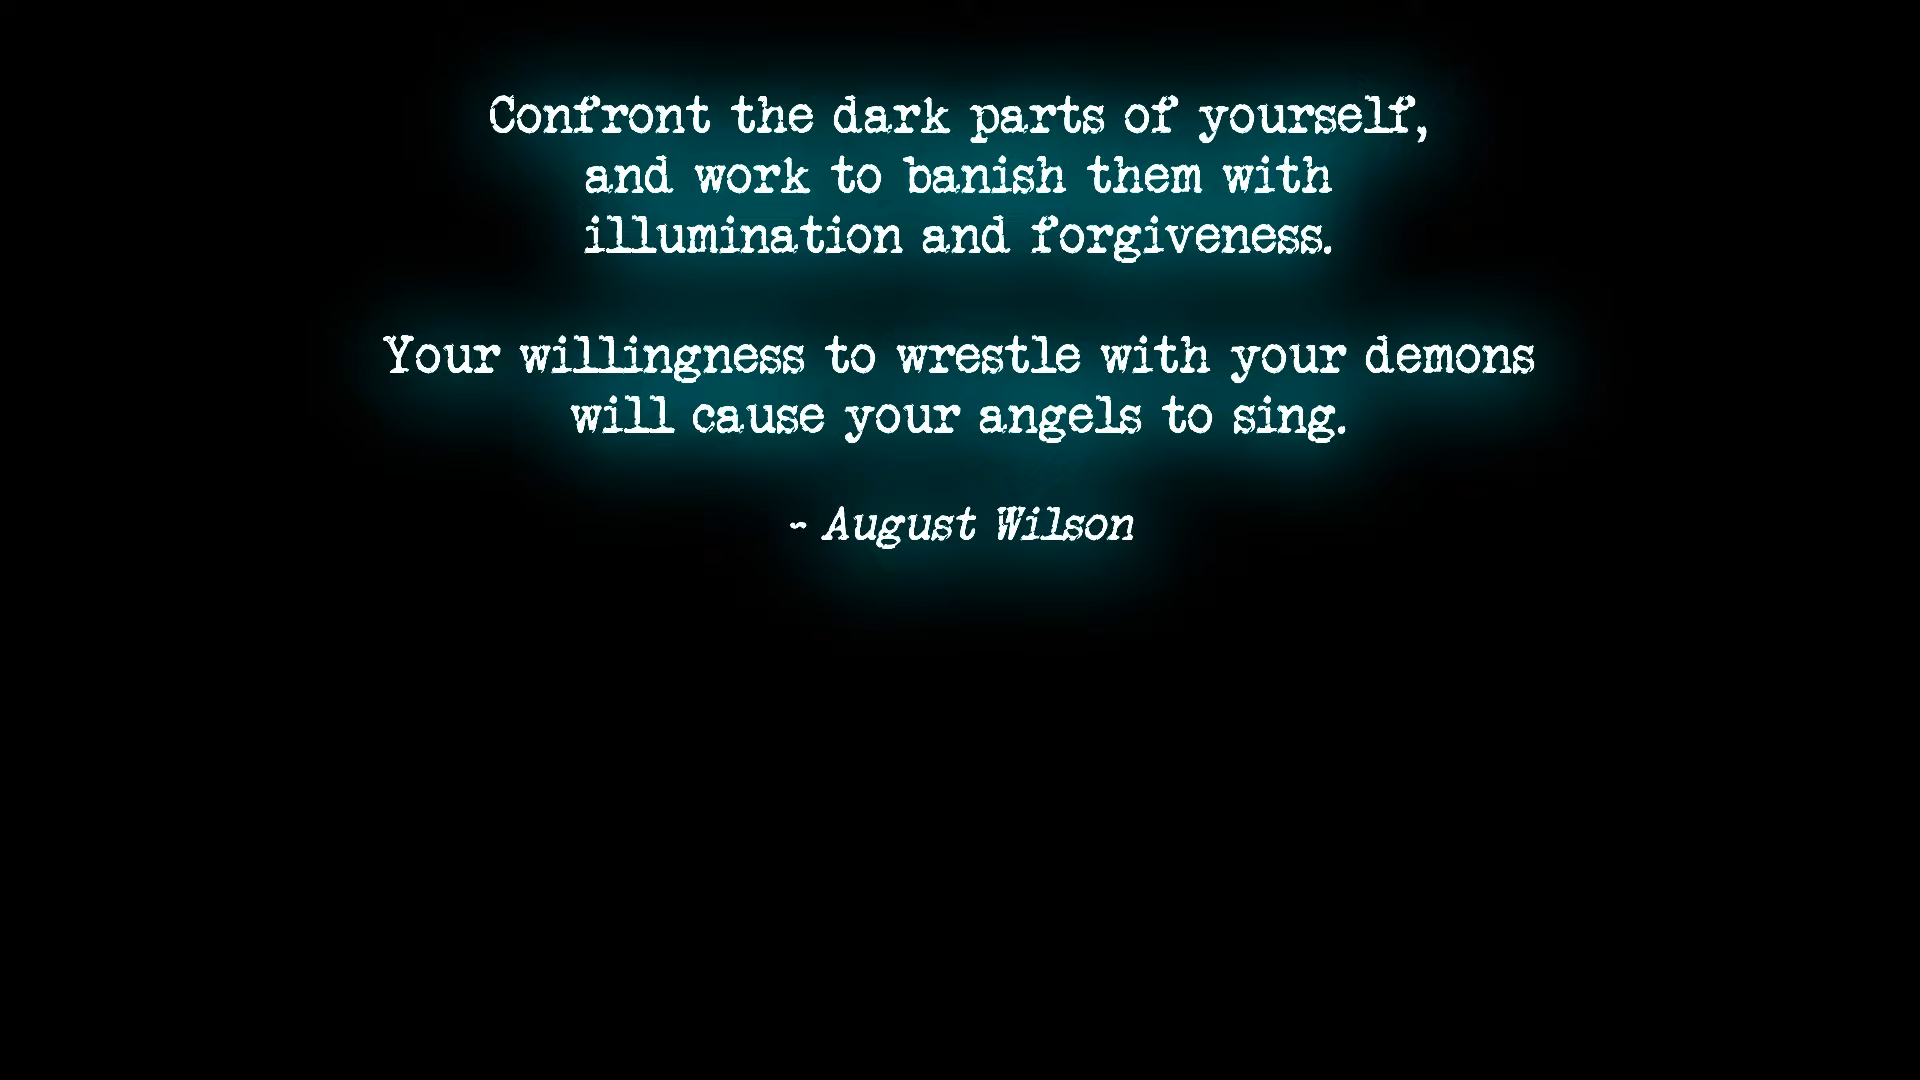 Confront the dark parts of yourself,
and work to banish them with
illumination and forgiveness.
Your willingness to wrestle with your demons
will cause your angels to sing.
~ August Wilson